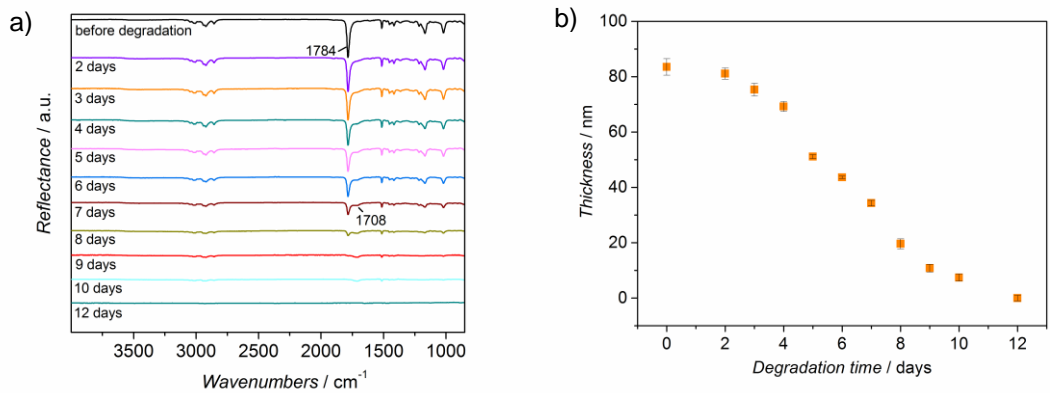 a)
before degradation
1784
2 days
3 days
4 days
5 days
6 days
7 days
1708
8 days
9 days
10 days
12 days
Reflectance / a.u.
3500 3000 2500 2000 1500 1000
Wavenumbers / cm⁻¹
b)
100
80
60
40
20
0
Thickness / nm
0 2 4 6 8 10 12
Degradation time / days